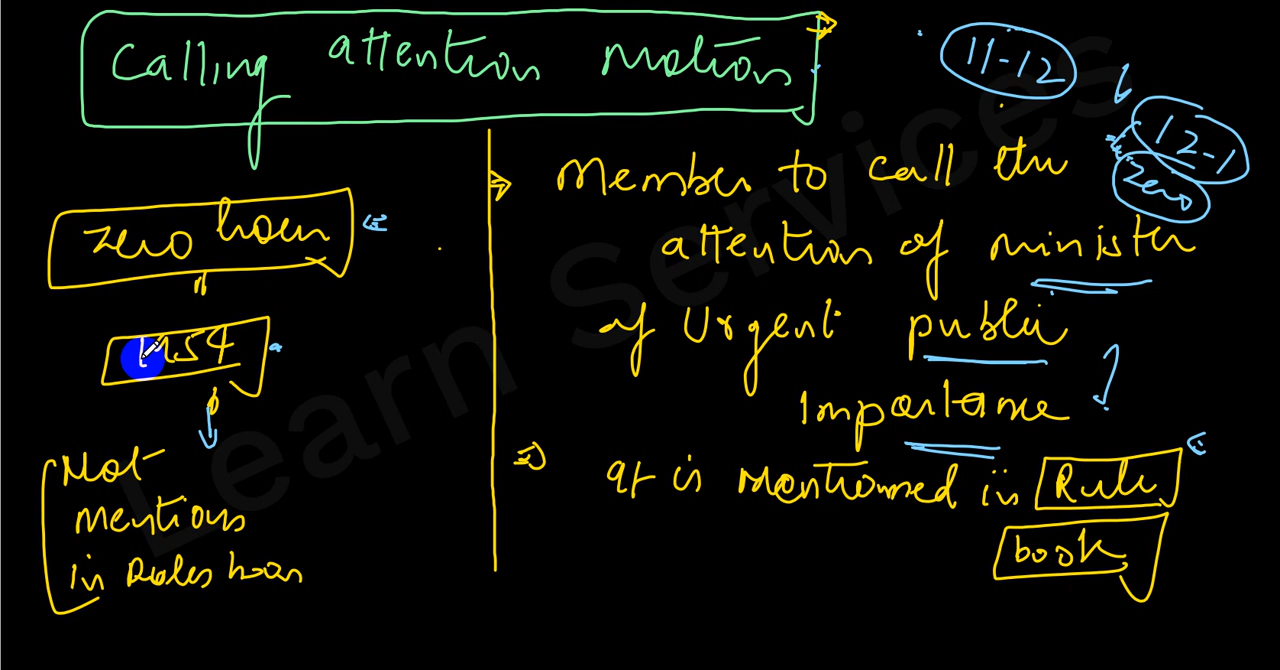 Calling attention Motion
11-12
12-1
zero
zero hour
1954
Not
mention
in Rules book
Member to call the
attention of minister
of Urgent public
Importance
It is Mentioned in Rule
book
Learn Services